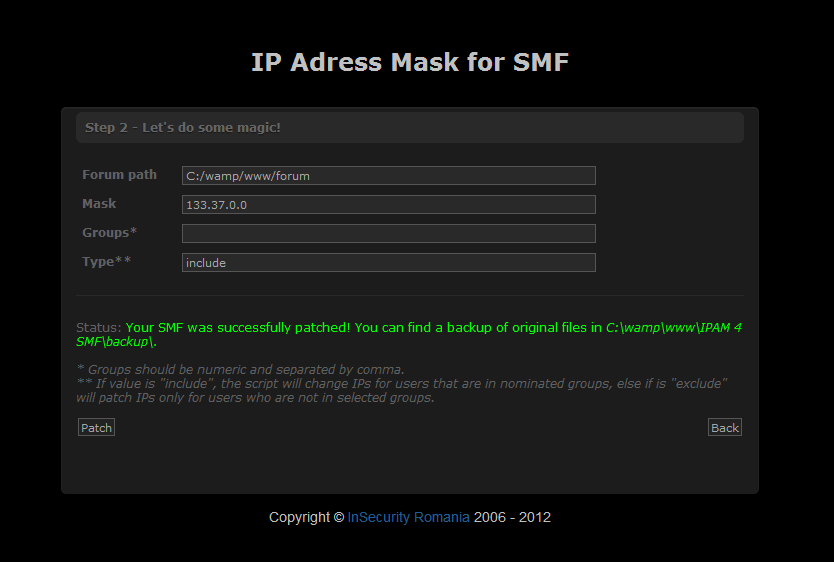 IP Adress Mask for SMF
Step 2 - Let's do some magic!
Forum path C:/wamp/www/forum
Mask 133.37.0.0
Groups*
Type** include
Status: Your SMF was successfully patched! You can find a backup of original files in C:\wamp\www\IPAM 4
SMF\backup\.
* Groups should be numeric and separated by comma.
** If value is "include", the script will change IPs for users that are in nominated groups, else if is "exclude"
will patch IPs only for users who are not in selected groups.
Patch Back
Copyright © InSecurity Romania 2006 - 2012